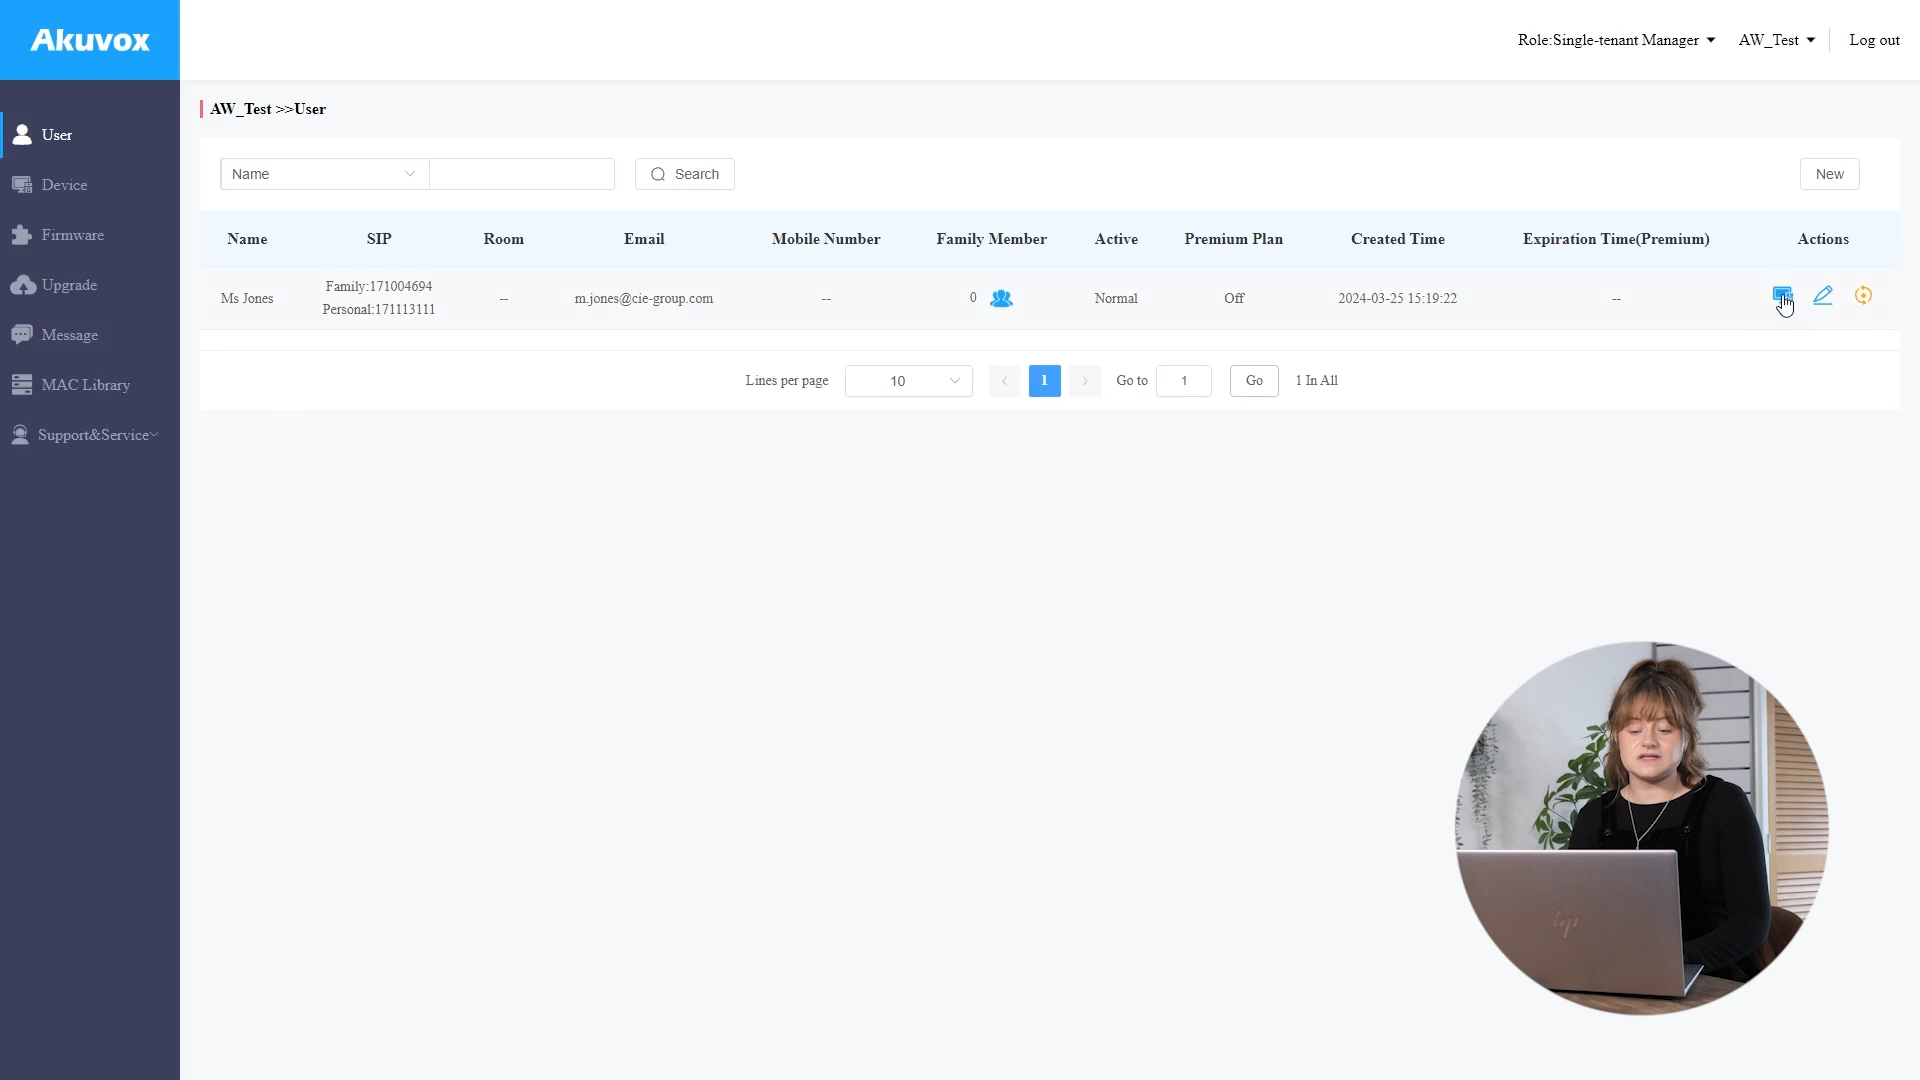 Akuvox
Role:Single-tenant Manager
AW_Test
Log out
User
Device
Firmware
Upgrade
Message
MAC Library
Support&Service
AW_Test >>User
Name
Search
New
Name SIP Room Email Mobile Number Family Member Active Premium Plan Created Time Expiration Time(Premium) Actions
Ms Jones Family:171004694 -- m.jones@cie-group.com -- 0 Normal Off 2024-03-25 15:19:22 --
Personal:171113111
Lines per page 10 < 1 > Go to 1 Go 1 In All
hp